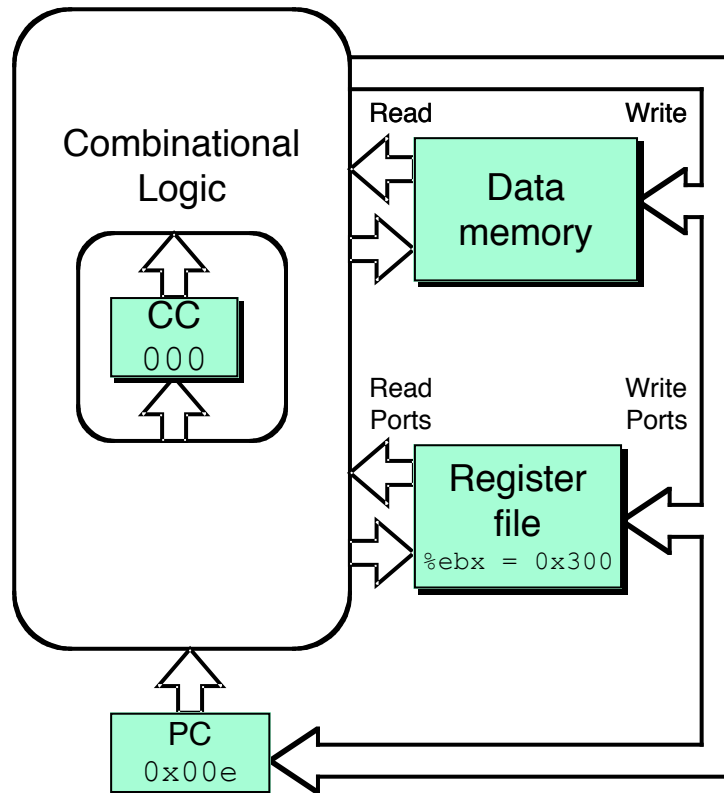 Combinational
Logic
CC
000
Read
Write
Data
memory
Read
Ports
Write
Ports
Register
file
%ebx = 0x300
PC
0x00e